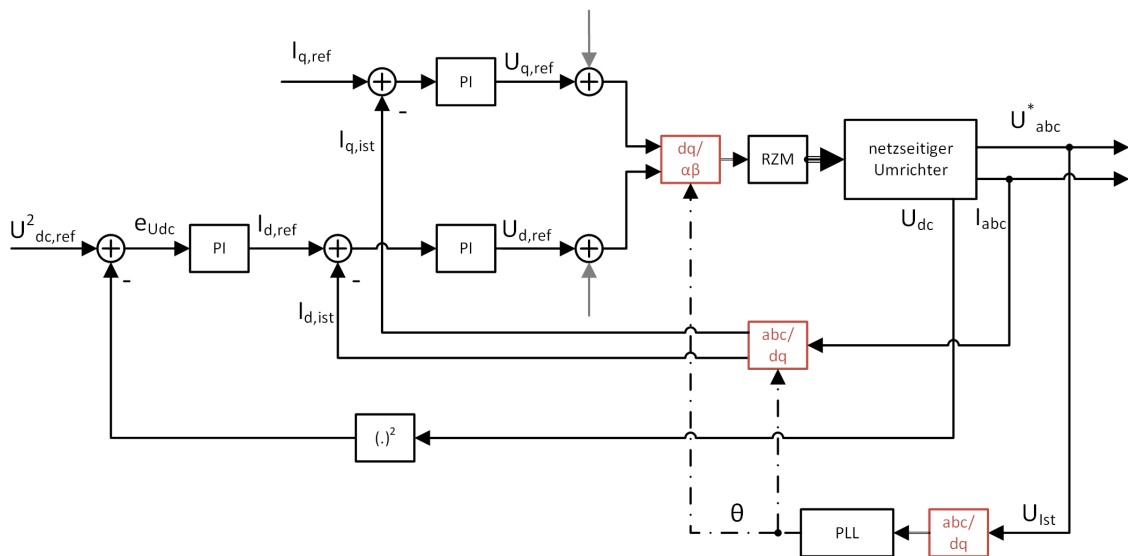 I_q,ref
PI
U_q,ref
-
I_q,ist
dq/
αβ
RZM
netzseitiger
Umrichter
U*_abc
U_dc
I_abc
U²_dc,ref
e_Udc
PI
I_d,ref
PI
U_d,ref
-
-
I_d,ist
abc/
dq
(.)²
θ
PLL
abc/
dq
U_Ist